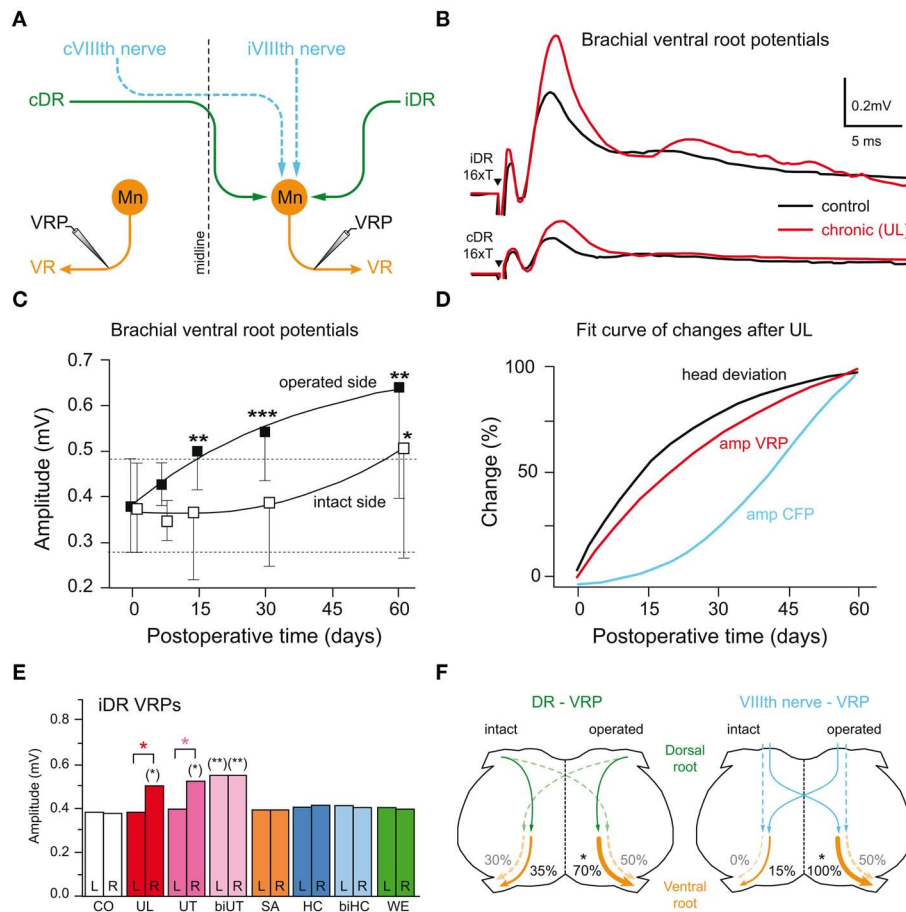 A
cVIIIth nerve
iVIIIth nerve
cDR
iDR
Mn
Mn
VRP
VRP
VR
VR
midline
B
Brachial ventral root potentials
0.2mV
5 ms
iDR
16xT
control
chronic (UL)
cDR
16xT
C
Brachial ventral root potentials
0.7
0.6
0.5
0.4
0.3
0.2
Amplitude (mV)
operated side
intact side
**
***
**
*
0
15
30
45
60
Postoperative time (days)
D
Fit curve of changes after UL
100
50
0
Change (%)
head deviation
amp VRP
amp CFP
0
15
30
45
60
Postoperative time (days)
E
iDR VRPs
Amplitude (mV)
0.8
0.6
0.4
0.2
0.0
*
*
(*)
(*)
(**)
(**)
L R L R L R L R L R L R L R L R
CO UL UT biUT SA HC biHC WE
F
DR - VRP
VIIIth nerve - VRP
intact
operated
intact
operated
Dorsal
root
30%
35%
*
70%
50%
0%
15%
*
100%
50%
Ventral
root